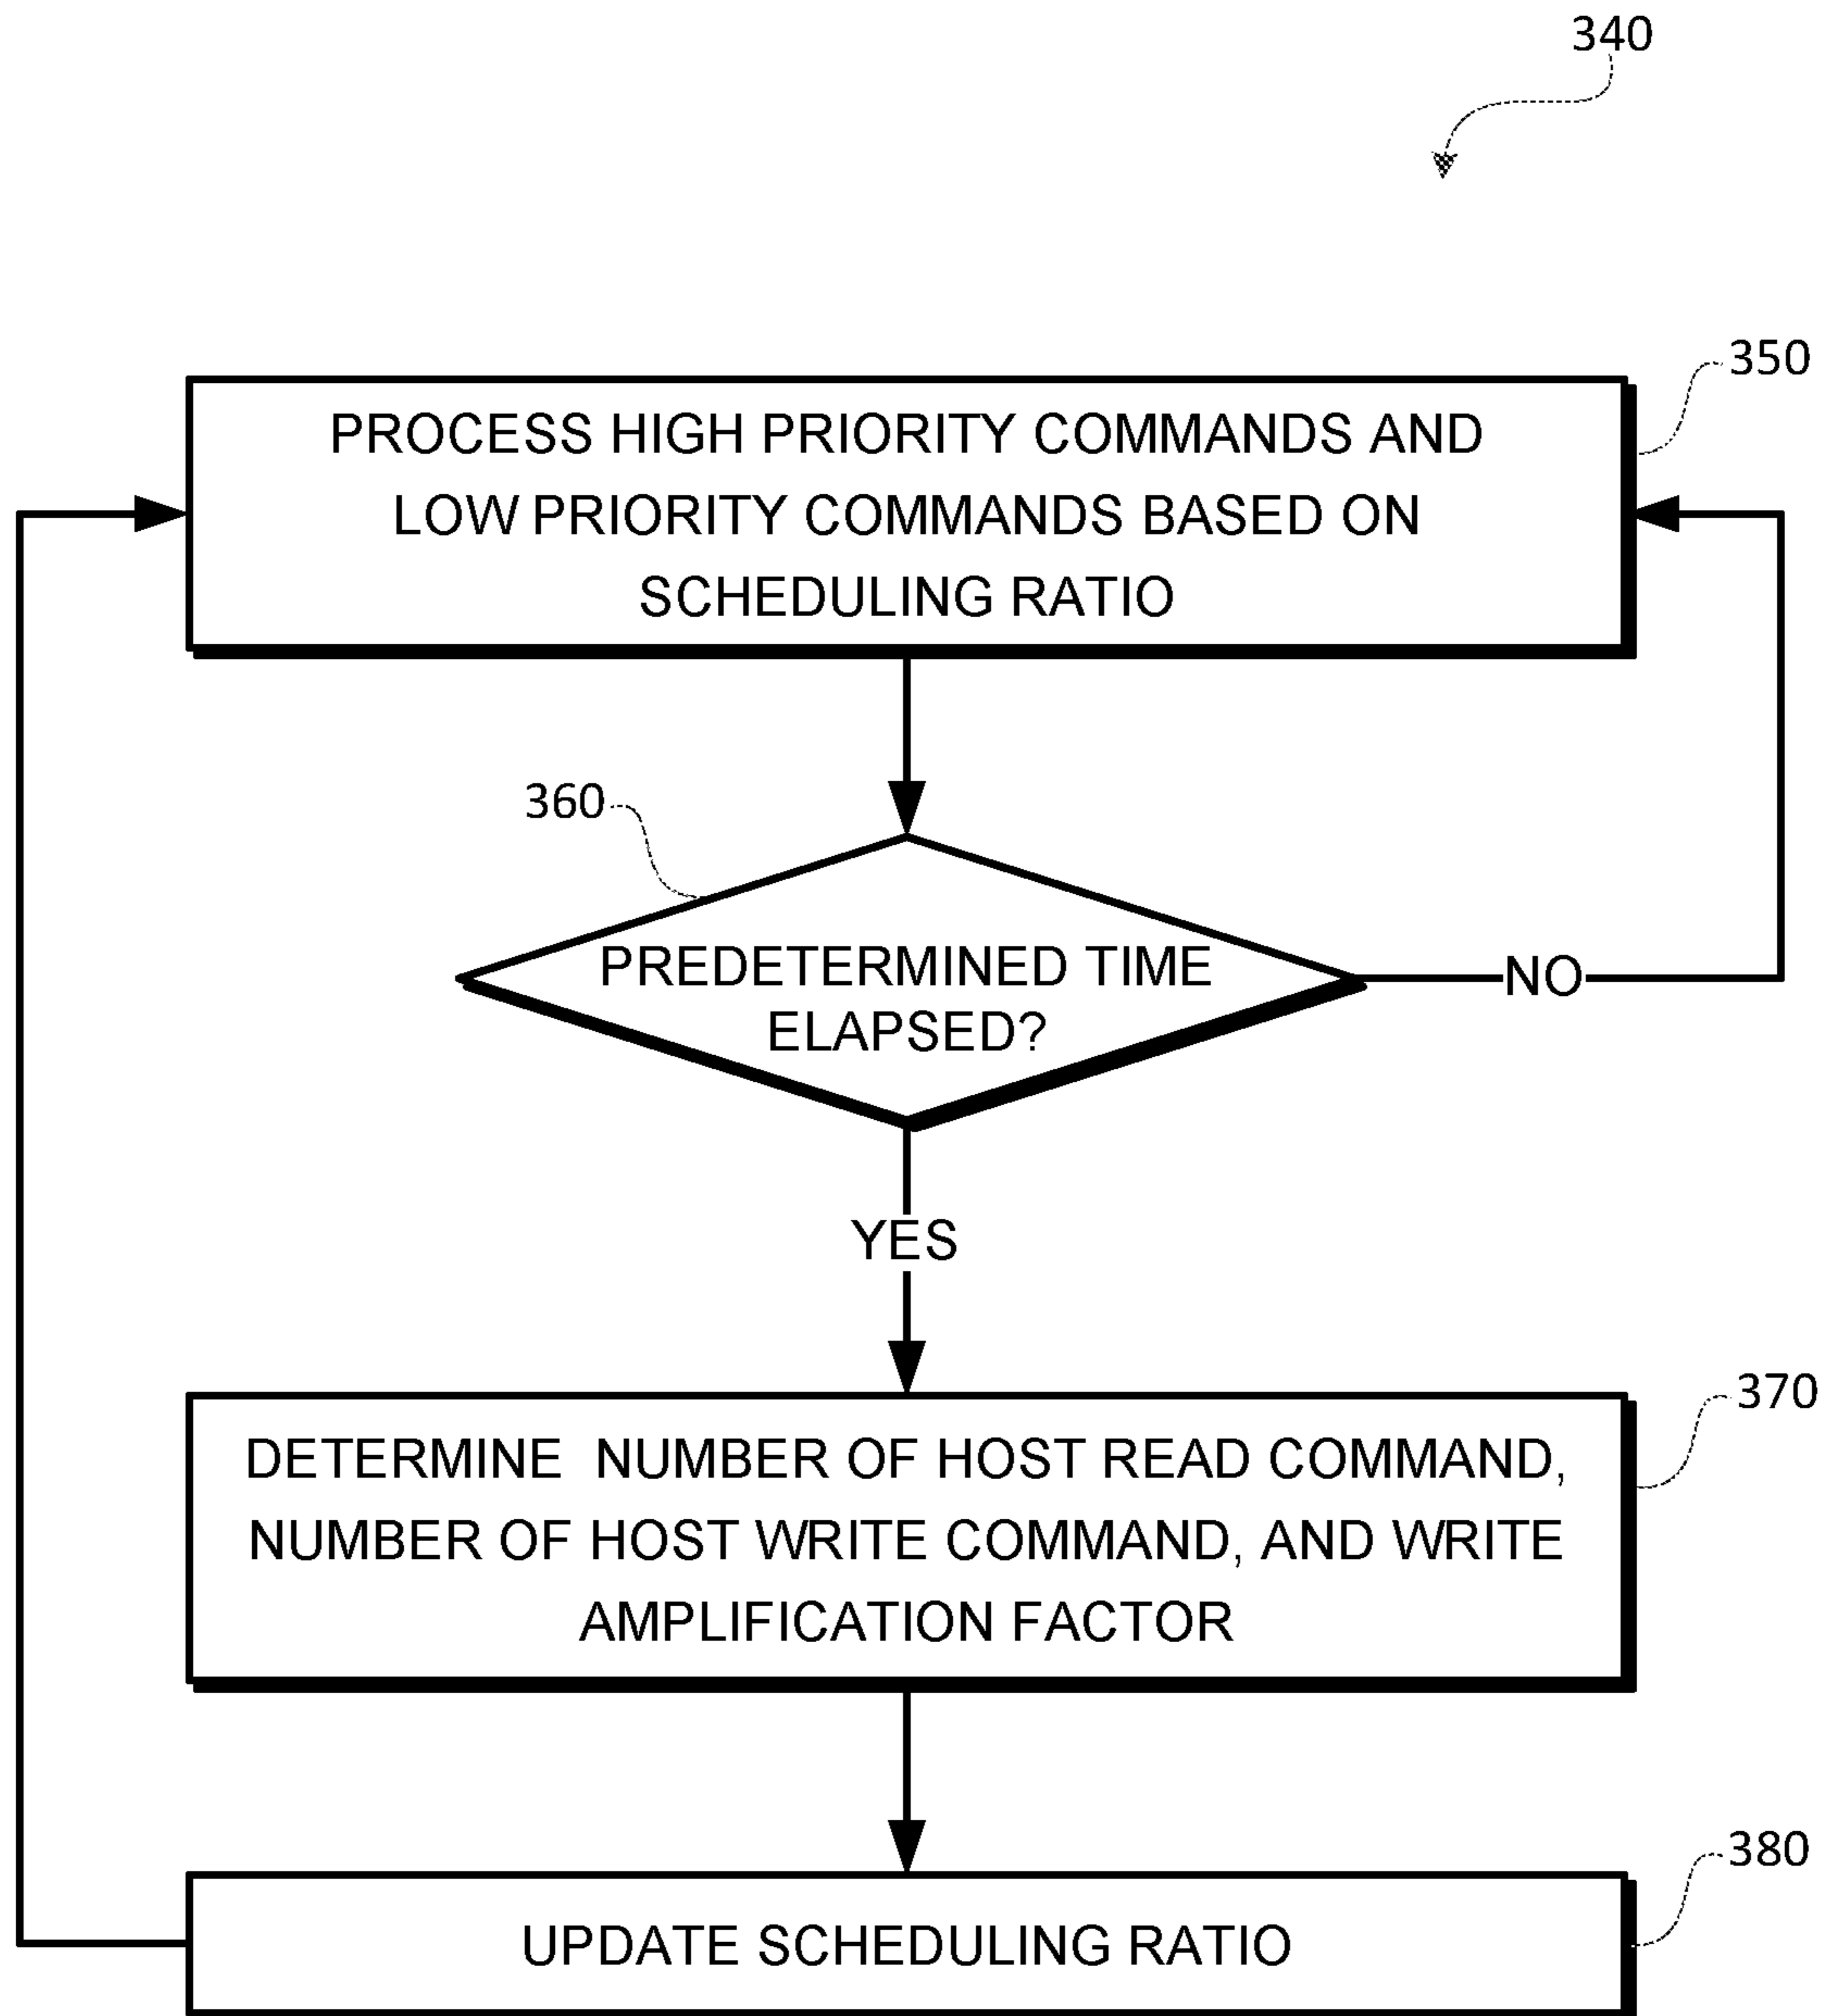 340
350
PROCESS HIGH PRIORITY COMMANDS AND
LOW PRIORITY COMMANDS BASED ON
SCHEDULING RATIO
360
PREDETERMINED TIME
ELAPSED?
NO
YES
370
DETERMINE NUMBER OF HOST READ COMMAND,
NUMBER OF HOST WRITE COMMAND, AND WRITE
AMPLIFICATION FACTOR
380
UPDATE SCHEDULING RATIO